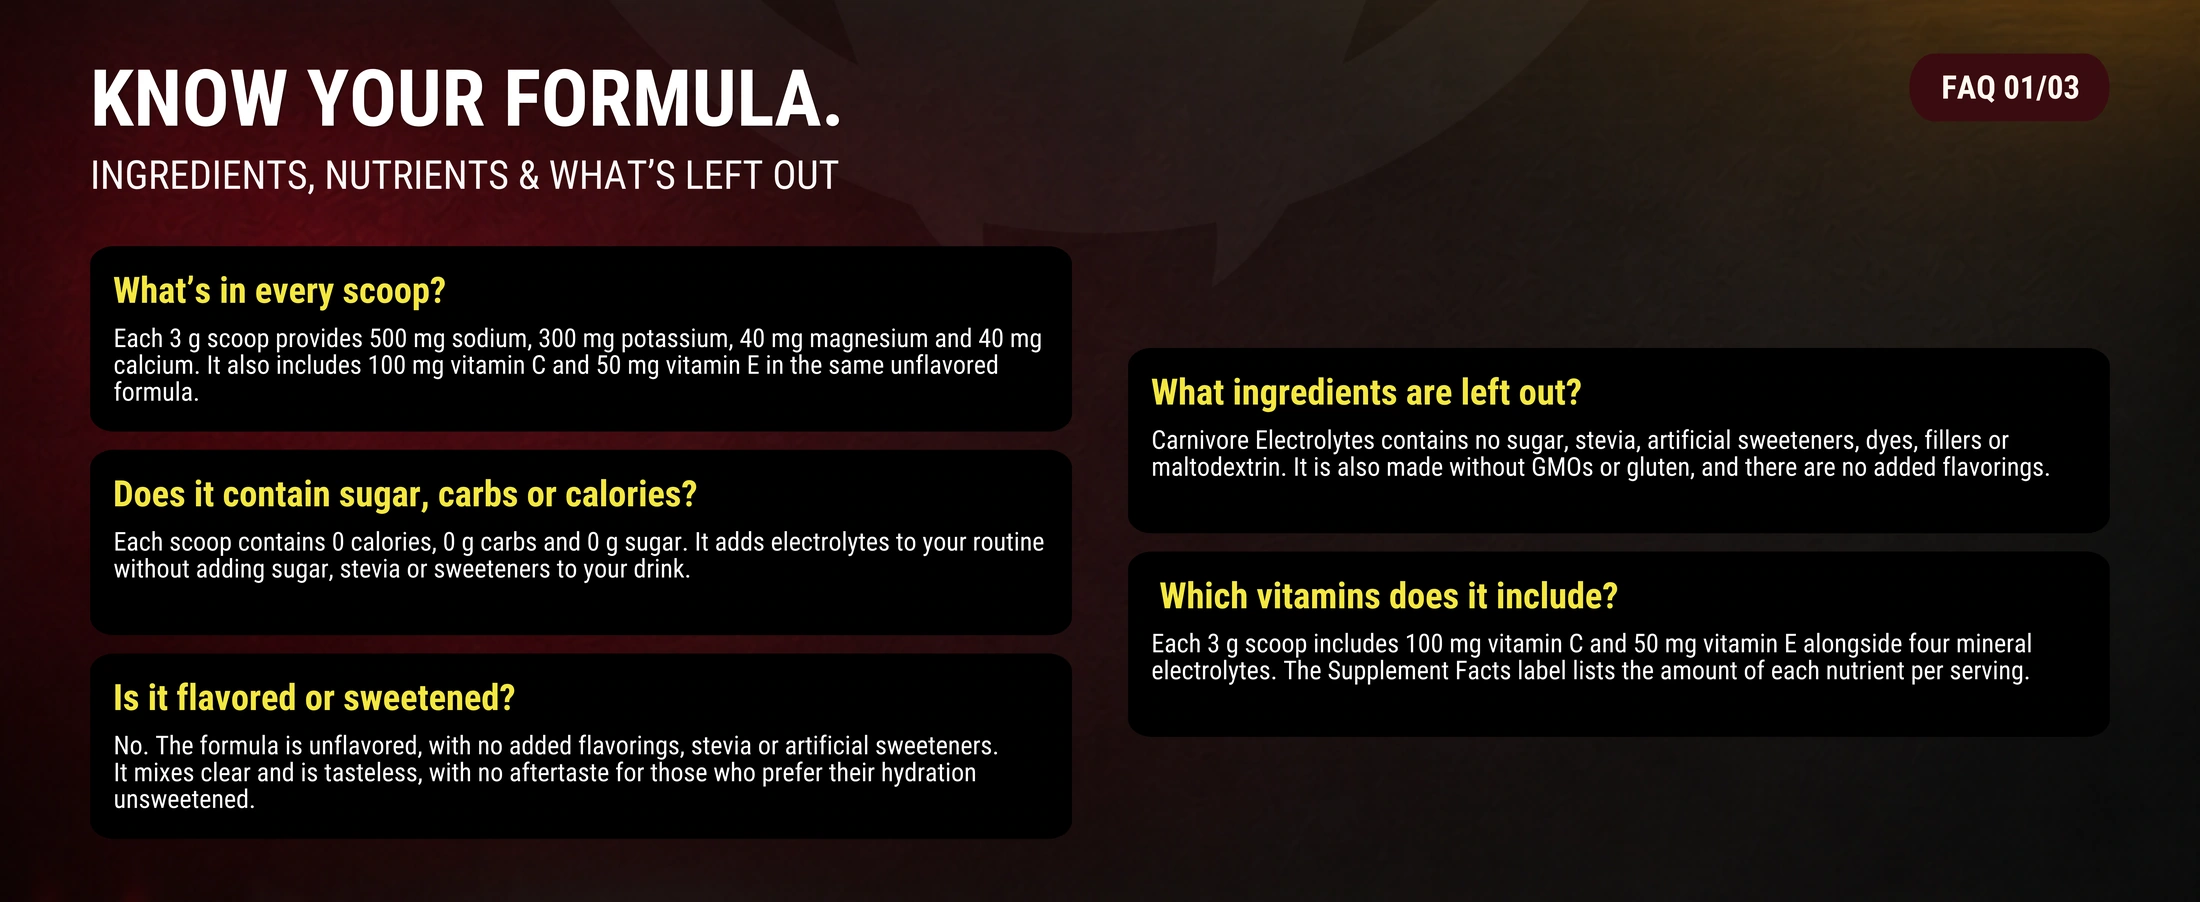 KNOW YOUR FORMULA.
INGREDIENTS, NUTRIENTS & WHAT’S LEFT OUT
FAQ 01/03
What’s in every scoop?
Each 3 g scoop provides 500 mg sodium, 300 mg potassium, 40 mg magnesium and 40 mg
calcium. It also includes 100 mg vitamin C and 50 mg vitamin E in the same unflavored
formula.
Does it contain sugar, carbs or calories?
Each scoop contains 0 calories, 0 g carbs and 0 g sugar. It adds electrolytes to your routine
without adding sugar, stevia or sweeteners to your drink.
Is it flavored or sweetened?
No. The formula is unflavored, with no added flavorings, stevia or artificial sweeteners.
It mixes clear and is tasteless, with no aftertaste for those who prefer their hydration
unsweetened.
What ingredients are left out?
Carnivore Electrolytes contains no sugar, stevia, artificial sweeteners, dyes, fillers or
maltodextrin. It is also made without GMOs or gluten, and there are no added flavorings.
Which vitamins does it include?
Each 3 g scoop includes 100 mg vitamin C and 50 mg vitamin E alongside four mineral
electrolytes. The Supplement Facts label lists the amount of each nutrient per serving.